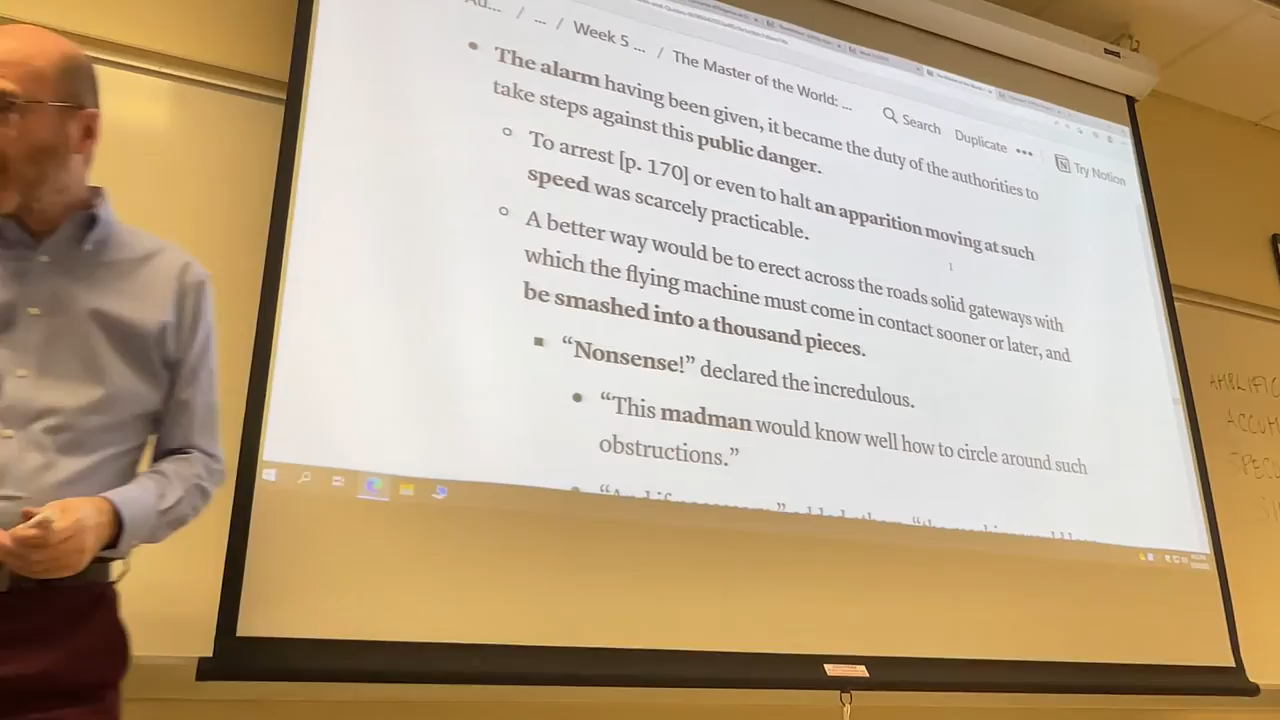 ... / Week 5 ... / The Master of the World: ...
Search Duplicate ...
Try Notion
• The alarm having been given, it became the duty of the authorities to
take steps against this public danger.
To arrest [p. 170] or even to halt an apparition moving at such
speed was scarcely practicable.
A better way would be to erect across the roads solid gateways with
which the flying machine must come in contact sooner or later, and
be smashed into a thousand pieces.
“Nonsense!” declared the incredulous.
• “This madman would know well how to circle around such
obstructions.”